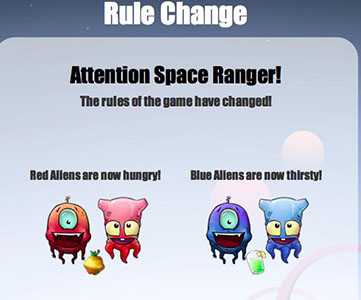 Rule Change
Attention Space Ranger!
The rules of the game have changed!
Red Aliens are now hungry!
Blue Aliens are now thirsty!